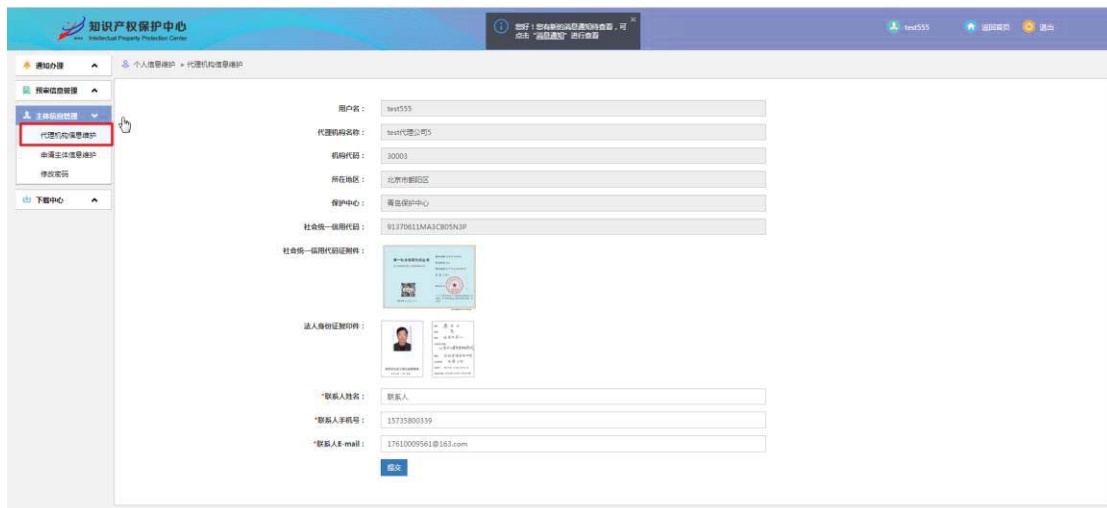 知识产权保护中心
Intellectual Property Protection Center
您好！您有新的消息通知待查看，可
点击“消息通知”进行查看
test555
返回首页
退出
通知办理
个人信息维护 » 代理机构信息维护
预审信息管理
主体信息管理
代理机构信息维护
申请主体信息维护
修改密码
下载中心
用户名： test555
代理机构名称： test代理公司5
机构代码： 30003
所在地区： 北京市朝阳区
保护中心： 青岛保护中心
社会统一信用代码： 91370611MA3CB05N3P
社会统一信用代码证附件：
法人身份证复印件：
*联系人姓名： 联系人
*联系人手机号： 15735800339
*联系人E-mail： 17610009561@163.com
提交